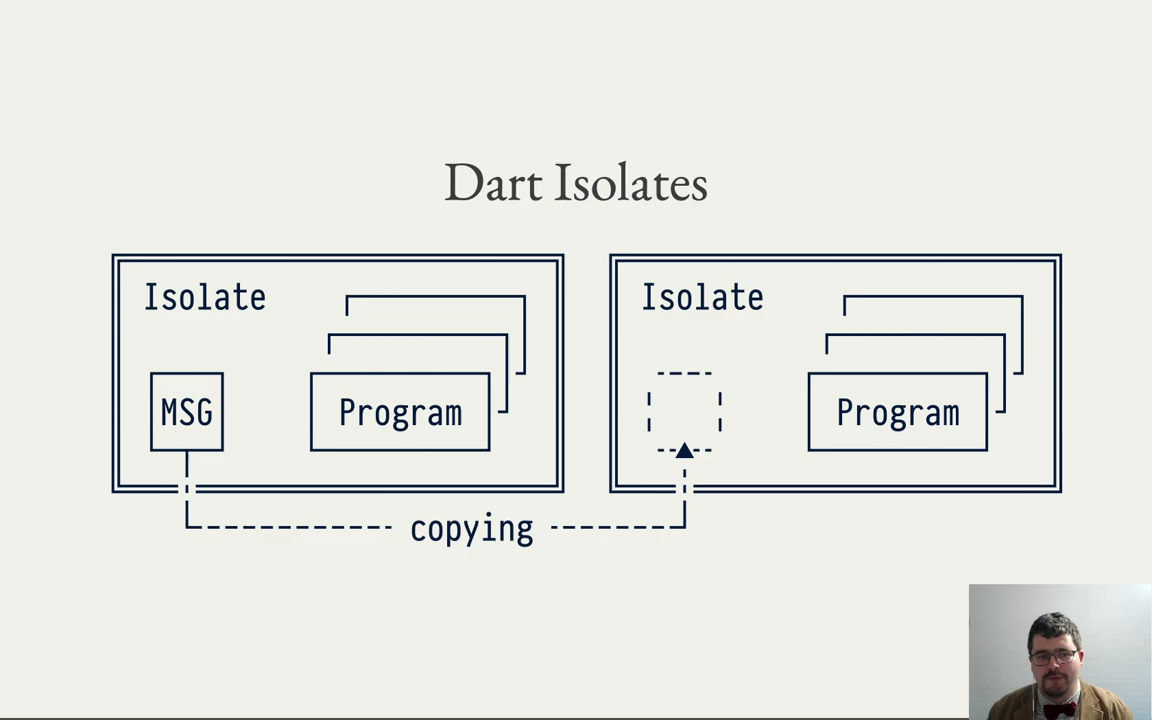 Dart Isolates
Isolate
MSG
Program
Isolate
Program
copying